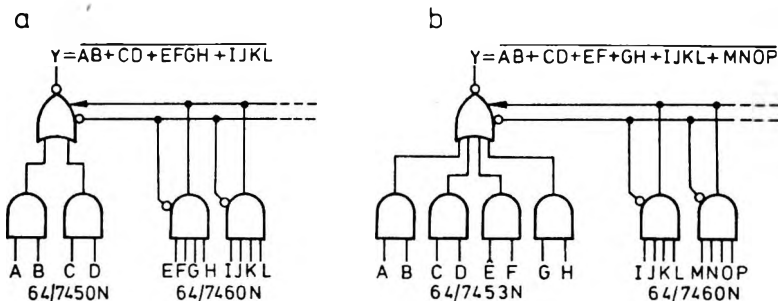 a
Y=AB+CD+EFGH+IJKL
A B C D EFGH IJKL
64/7450N 64/7460N
b
Y=AB+CD+EF+GH+IJKL+MNOP
A B C D Ê F G H IJKL MNOP
64/7453N 64/7460N